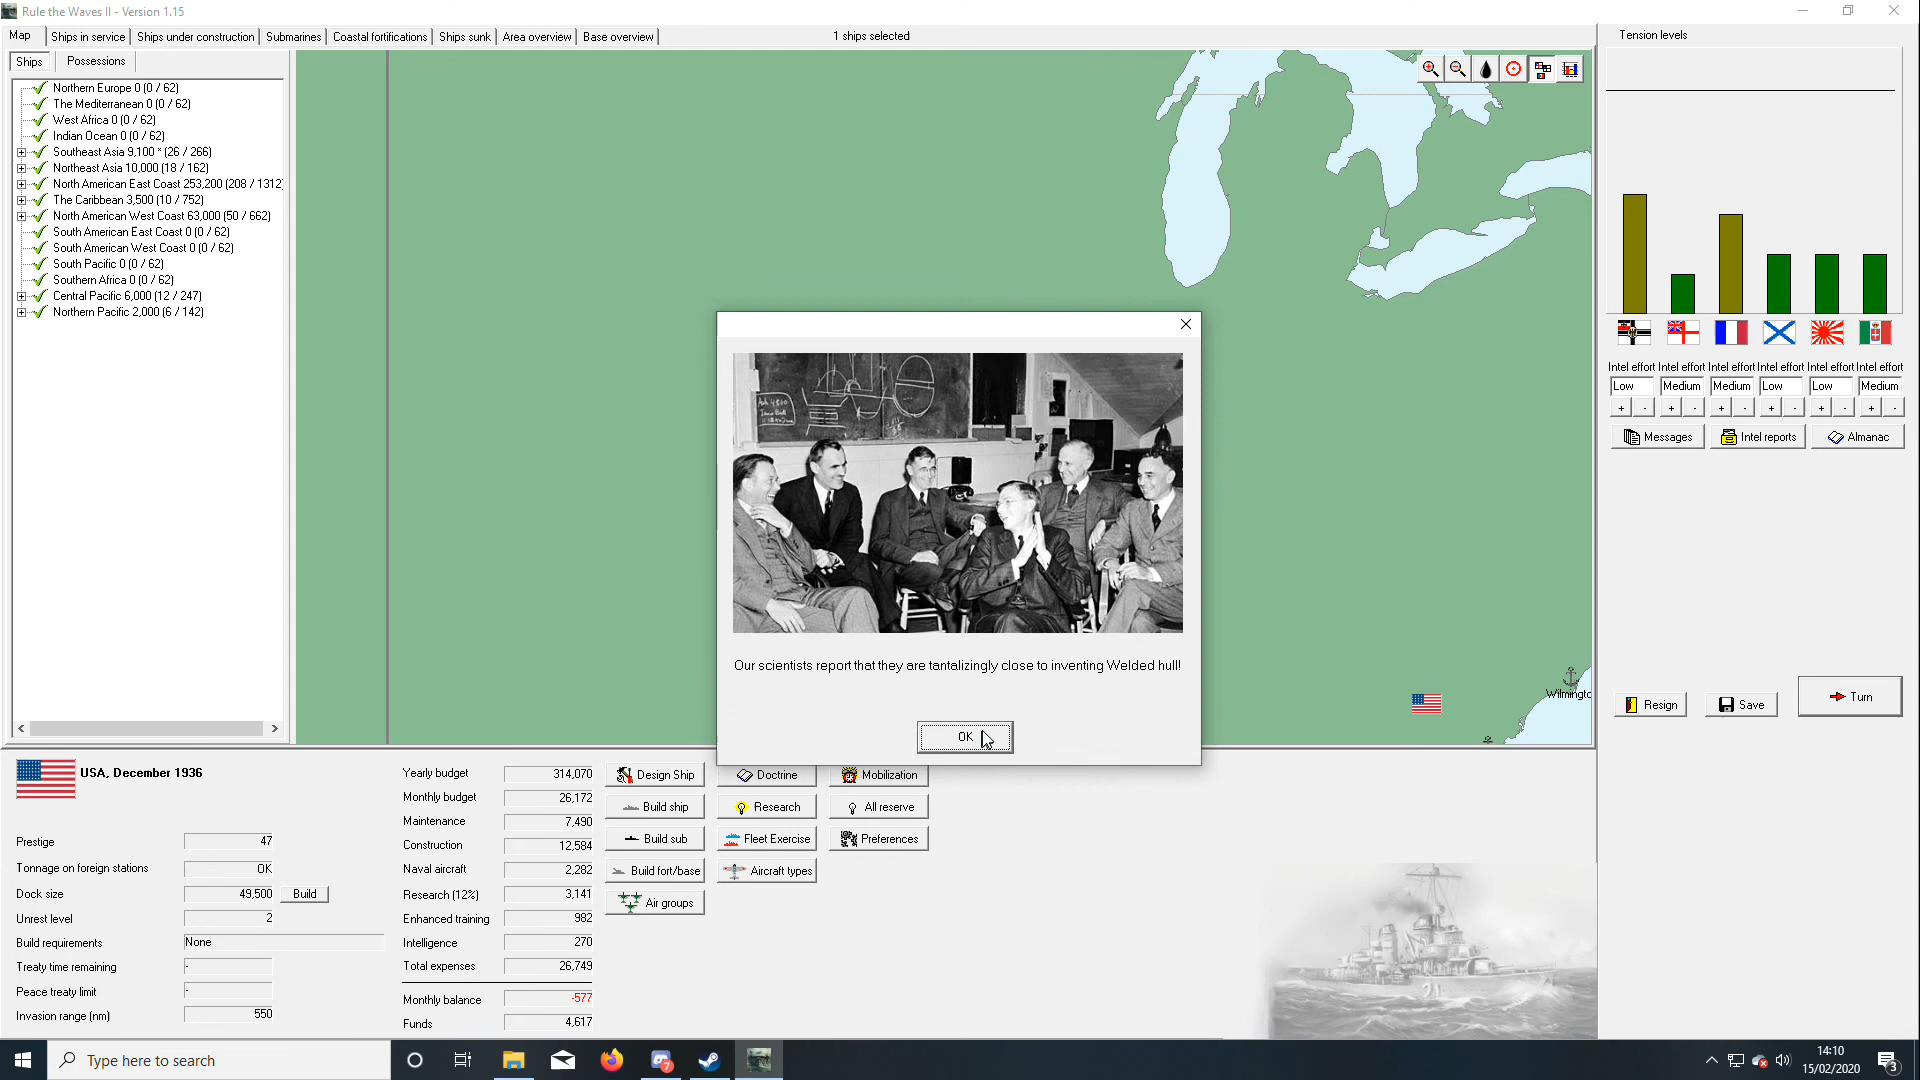 Rule the Waves II - Version 1.15
Map
Ships in service
Ships under construction
Submarines
Coastal fortifications
Ships sunk
Area overview
Base overview
1 ships selected
Ships
Possessions
Northern Europe 0 (0 / 62)
The Mediterranean 0 (0 / 62)
West Africa 0 (0 / 62)
Indian Ocean 0 (0 / 62)
Southeast Asia 9,100 * (26 / 266)
Northeast Asia 10,000 (18 / 162)
North American East Coast 253,200 (208 / 1312)
The Caribbean 3,500 (10 / 752)
North American West Coast 63,000 (50 / 662)
South American East Coast 0 (0 / 62)
South American West Coast 0 (0 / 62)
South Pacific 0 (0 / 62)
Southern Africa 0 (0 / 62)
Central Pacific 6,000 (12 / 247)
Northern Pacific 2,000 (6 / 142)
Our scientists report that they are tantalizingly close to inventing Welded hull!
OK
Wilmingto
Tension levels
Intel effort Intel effort Intel effort Intel effort Intel effort Intel effort
Low Medium Medium Low Low Medium
+ - + - + - + - + - + -
Messages
Intel reports
Almanac
Resign
Save
Turn
USA, December 1936
Prestige 47
Tonnage on foreign stations OK
Dock size 49,500 Build
Unrest level 2
Build requirements None
Treaty time remaining -
Peace treaty limit -
Invasion range (nm) 550
Yearly budget 314,070
Monthly budget 26,172
Maintenance 7,490
Construction 12,584
Naval aircraft 2,282
Research (12%) 3,141
Enhanced training 982
Intelligence 270
Total expenses 26,749
Monthly balance -577
Funds 4,617
Design Ship
Doctrine
Mobilization
Build ship
Research
All reserve
Build sub
Fleet Exercise
Preferences
Build fort/base
Aircraft types
Air groups
Type here to search
7
14:10
15/02/2020
3